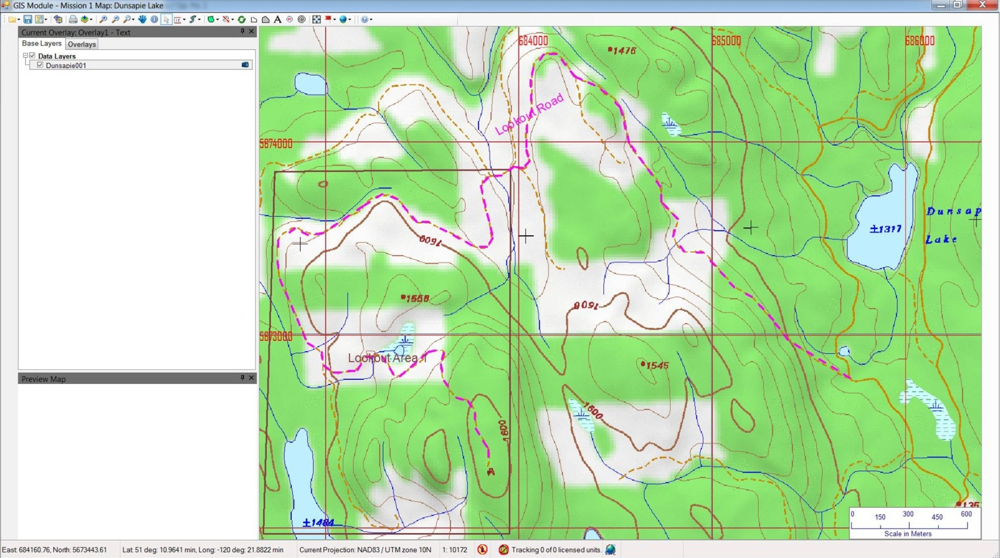 GIS Module - Mission 1 Map: Dunsapie Lake
A
Current Overlay: Overlay1 - Text
Base Layers Overlays
Data Layers
Dunsapie001
Preview Map
684000
685000
686000
1476
Lookout Road
5674000
Dunsap
±1317
Lake
1600
1558
1600
5673000
Lookout Area 1
1545
1600
1600
±1484
135
0 150 300 450 600
Scale in Meters
East: 684160.76, North: 5673443.61 Lat: 51 deg: 10.9641 min, Long: -120 deg: 21.8822 min Current Projection: NAD83 / UTM zone 10N 1: 10172 Tracking 0 of 0 licensed units.